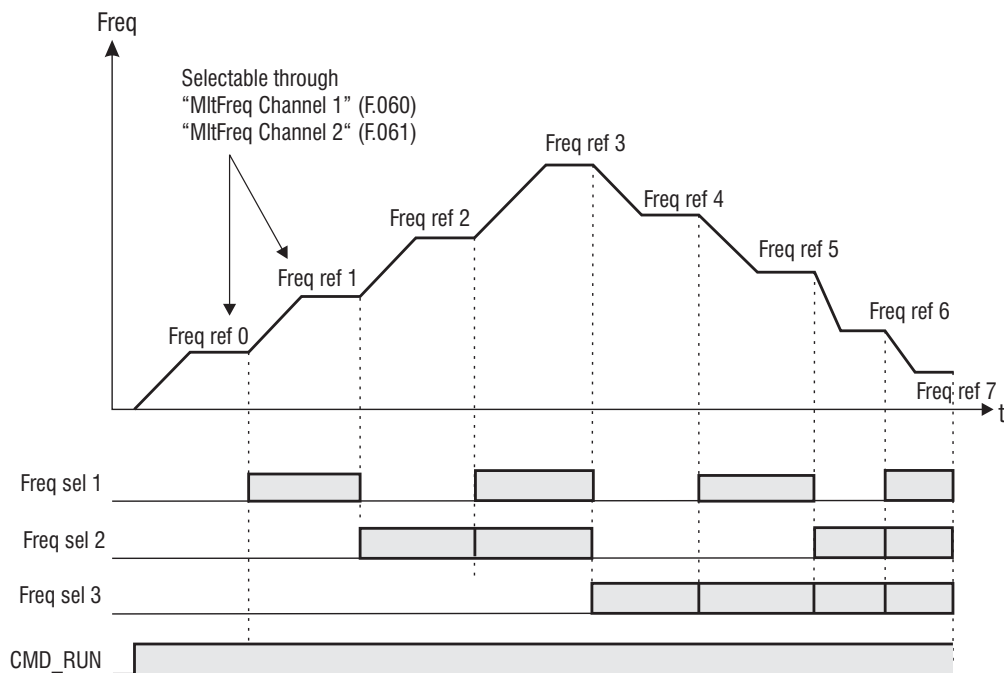 Freq
Selectable through
“MltFreq Channel 1” (F.060)
“MltFreq Channel 2“ (F.061)
Freq ref 3
Freq ref 4
Freq ref 2
Freq ref 5
Freq ref 1
Freq ref 6
Freq ref 0
Freq ref 7
t
Freq sel 1
Freq sel 2
Freq sel 3
CMD_RUN